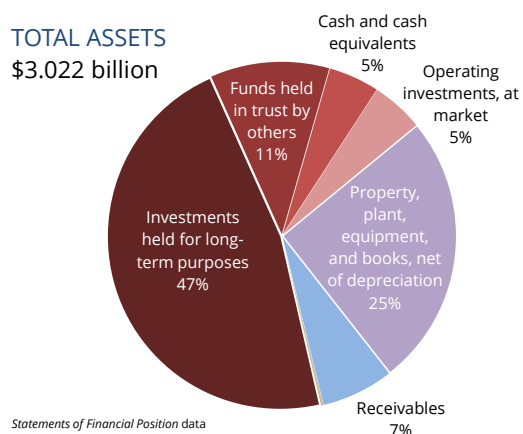 TOTAL ASSETS
$3.022 billion
Cash and cash
equivalents
5%
Operating
investments, at
market
5%
Funds held
in trust by
others
11%
Property,
plant,
equipment,
and books, net
of depreciation
25%
Investments
held for long-
term purposes
47%
Receivables
7%
Statements of Financial Position data